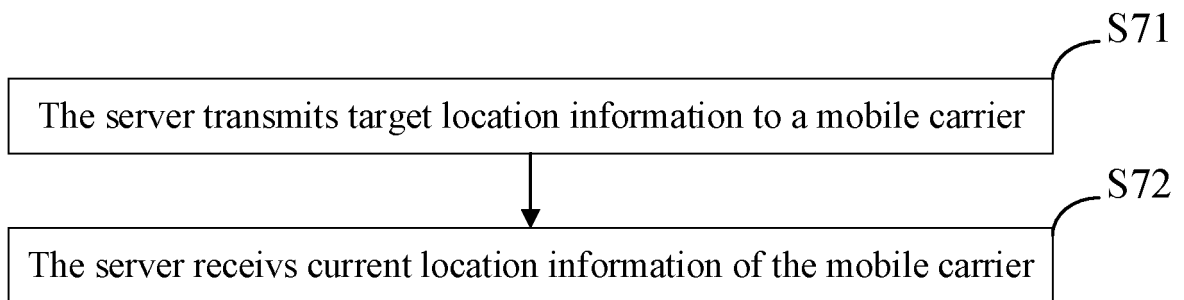 S71
The server transmits target location information to a mobile carrier
S72
The server receivs current location information of the mobile carrier